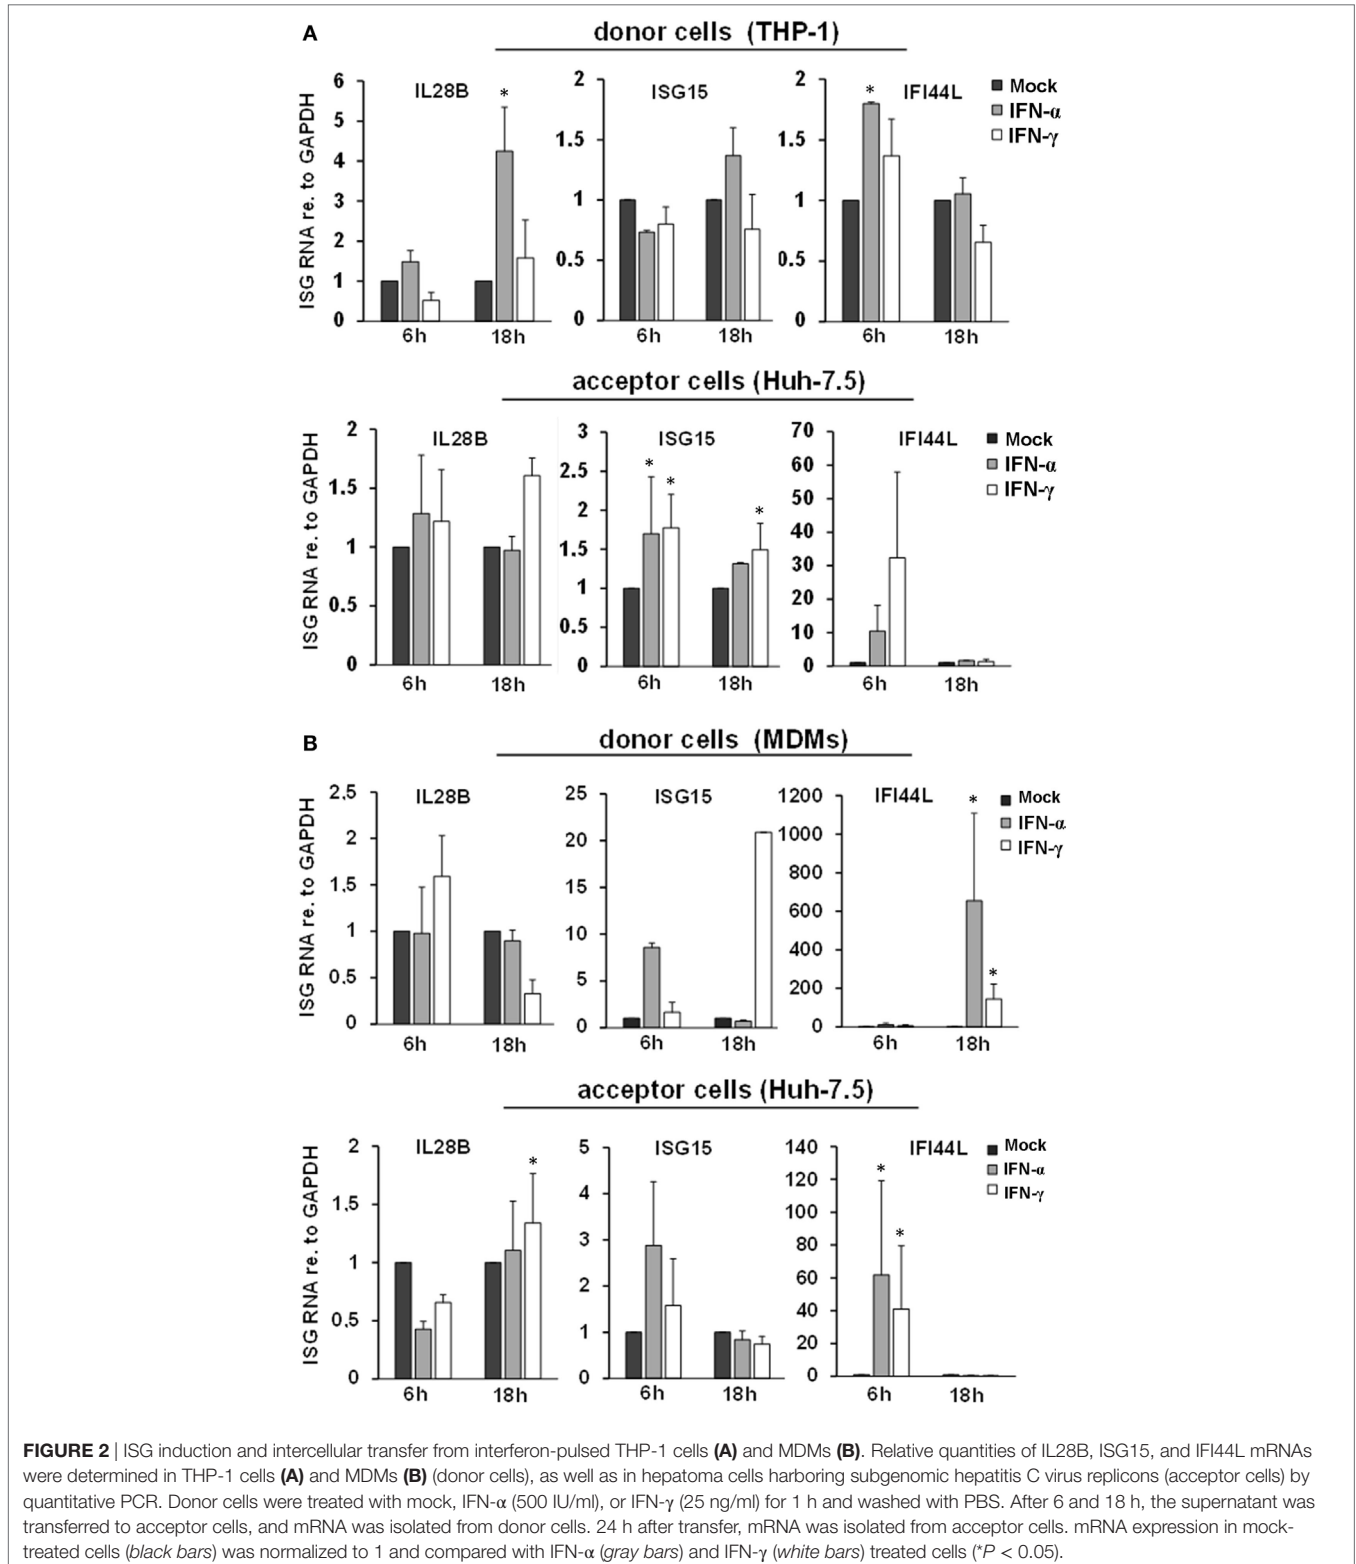 A
donor cells (THP-1)
IL28B
ISG15
IFI44L
Mock
IFN-α
IFN-γ
ISG RNA re. to GAPDH
6
5
4
3
2
1
0
*
6h
18h
2
1.5
1
0.5
0
6h
18h
2
1.5
1
0.5
0
*
6h
18h
acceptor cells (Huh-7.5)
IL28B
ISG15
IFI44L
Mock
IFN-α
IFN-γ
ISG RNA re. to GAPDH
2
1.5
1
0.5
0
6h
18h
3
2.5
2
1.5
1
0.5
0
* * *
6h
18h
70
60
50
40
30
20
10
0
6h
18h
B
donor cells (MDMs)
IL28B
ISG15
IFI44L
Mock
IFN-α
IFN-γ
ISG RNA re. to GAPDH
2.5
2
1.5
1
0.5
0
6h
18h
25
20
15
10
5
0
6h
18h
1200
1000
800
600
400
200
0
* *
6h
18h
acceptor cells (Huh-7.5)
IL28B
ISG15
IFI44L
Mock
IFN-α
IFN-γ
ISG RNA re. to GAPDH
2
1.5
1
0.5
0
*
6h
18h
5
4
3
2
1
0
6h
18h
140
120
100
80
60
40
20
0
* *
6h
18h
FIGURE 2 | ISG induction and intercellular transfer from interferon-pulsed THP-1 cells (A) and MDMs (B). Relative quantities of IL28B, ISG15, and IFI44L mRNAs
were determined in THP-1 cells (A) and MDMs (B) (donor cells), as well as in hepatoma cells harboring subgenomic hepatitis C virus replicons (acceptor cells) by
quantitative PCR. Donor cells were treated with mock, IFN-α (500 IU/ml), or IFN-γ (25 ng/ml) for 1 h and washed with PBS. After 6 and 18 h, the supernatant was
transferred to acceptor cells, and mRNA was isolated from donor cells. 24 h after transfer, mRNA was isolated from acceptor cells. mRNA expression in mock-
treated cells (black bars) was normalized to 1 and compared with IFN-α (gray bars) and IFN-γ (white bars) treated cells (*P < 0.05).